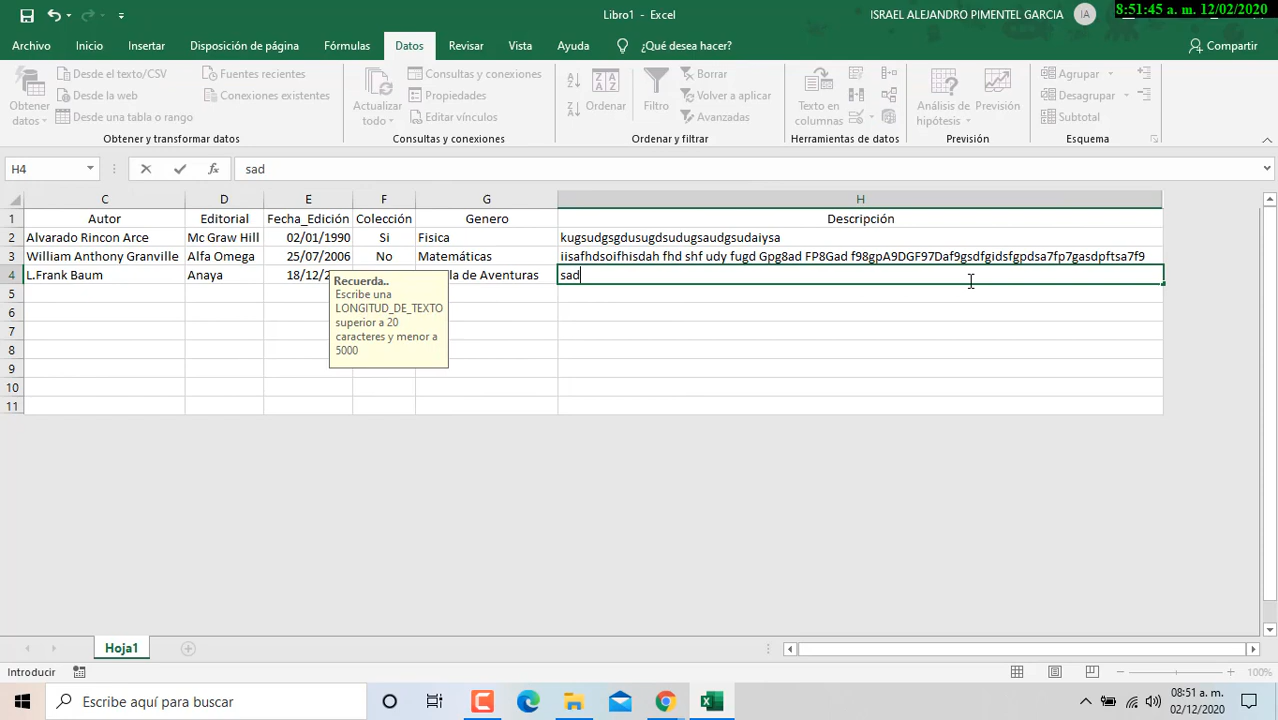 8:51:45 a. m. 12/02/2020
Libro1 - Excel
ISRAEL ALEJANDRO PIMENTEL GARCIA
IA
Archivo Inicio Insertar Disposición de página Fórmulas Datos Revisar Vista Ayuda ¿Qué desea hacer? Compartir
Obtener datos
Desde el texto/CSV
Desde la web
Desde una tabla o rango
Fuentes recientes
Conexiones existentes
Obtener y transformar datos
Actualizar todo
Consultas y conexiones
Propiedades
Editar vínculos
Consultas y conexiones
Ordenar
Filtro
Borrar
Volver a aplicar
Avanzadas
Ordenar y filtrar
Texto en columnas
Herramientas de datos
Análisis de hipótesis
Previsión
Previsión
Agrupar
Desagrupar
Subtotal
Esquema
H4 fx sad
C D E F G H
1 Autor Editorial Fecha_Edición Colección Genero Descripción
2 Alvarado Rincon Arce Mc Graw Hill 02/01/1990 Si Fisica kugsudgsgdusugdsudugsaudgsudaiysa
3 William Anthony Granville Alfa Omega 25/07/2006 No Matemáticas iisafhdsoifhisdah fhd shf udy fugd Gpg8ad FP8Gad f98gpA9DGF97Daf9gsdfgidsfgpdsa7fp7gasdpftsa7f9
4 L.Frank Baum Anaya 18/12/2 la de Aventuras sad
5
6
7
8
9
10
11
Recuerda..
Escribe una
LONGITUD_DE_TEXTO
superior a 20
caracteres y menor a
5000
Hoja1
Introducir
100%
Escribe aquí para buscar
08:51 a. m.
02/12/2020